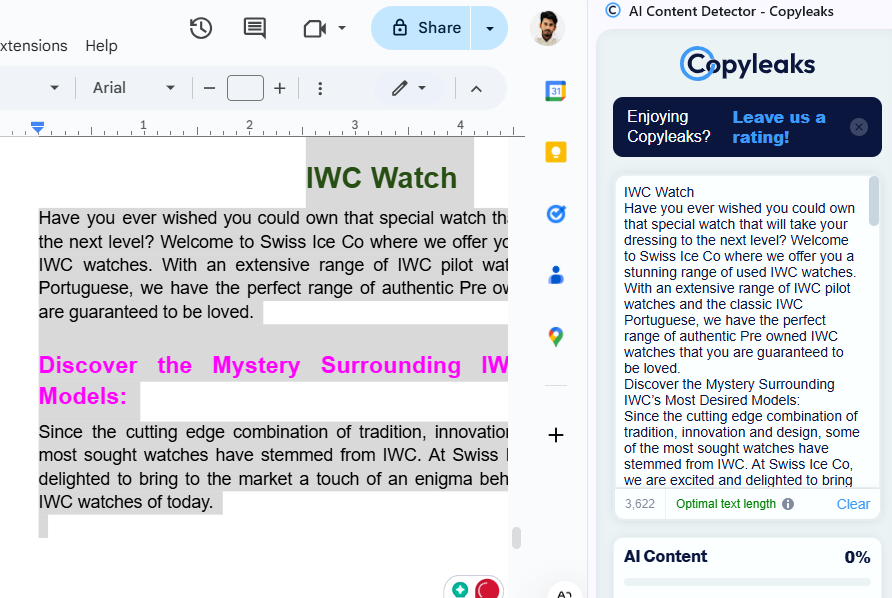 AI Content Detector - Copyleaks
xtensions Help
Share
Copyleaks
Arial
Enjoying Copyleaks?
Leave us a rating!
31
1 2 3 4
IWC Watch
Have you ever wished you could own that special watch th
the next level? Welcome to Swiss Ice Co where we offer yo
IWC watches. With an extensive range of IWC pilot wat
Portuguese, we have the perfect range of authentic Pre ow
are guaranteed to be loved.
Discover the Mystery Surrounding IW
Models:
Since the cutting edge combination of tradition, innovation
most sought watches have stemmed from IWC. At Swiss I
delighted to bring to the market a touch of an enigma beh
IWC watches of today.
IWC Watch
Have you ever wished you could own
that special watch that will take your
dressing to the next level? Welcome
to Swiss Ice Co where we offer you a
stunning range of used IWC watches.
With an extensive range of IWC pilot
watches and the classic IWC
Portuguese, we have the perfect
range of authentic Pre owned IWC
watches that you are guaranteed to
be loved.
Discover the Mystery Surrounding
IWC's Most Desired Models:
Since the cutting edge combination of
tradition, innovation and design, some
of the most sought watches have
stemmed from IWC. At Swiss Ice Co,
we are excited and delighted to bring
3,622 Optimal text length Clear
AI Content 0%